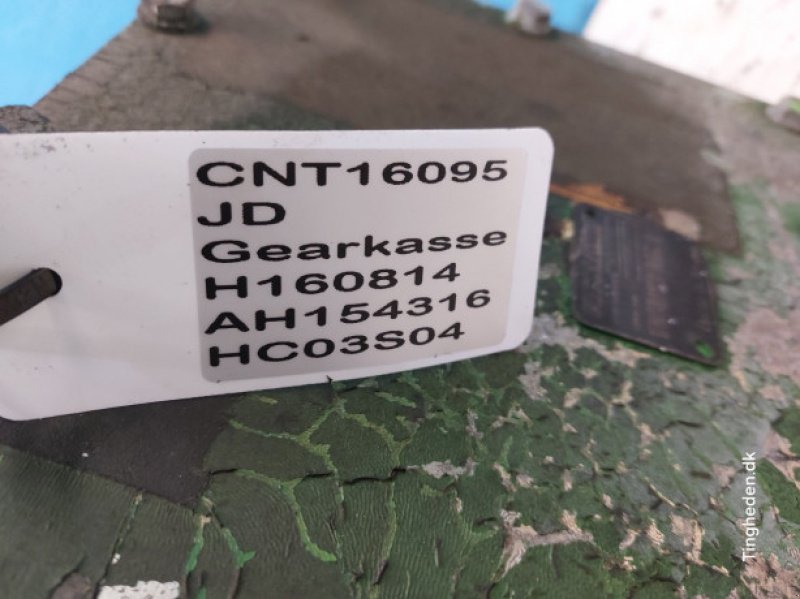 CNT16095
JD
Gearkasse
H160814
AH154316
HC03S04
Tingheden.dk